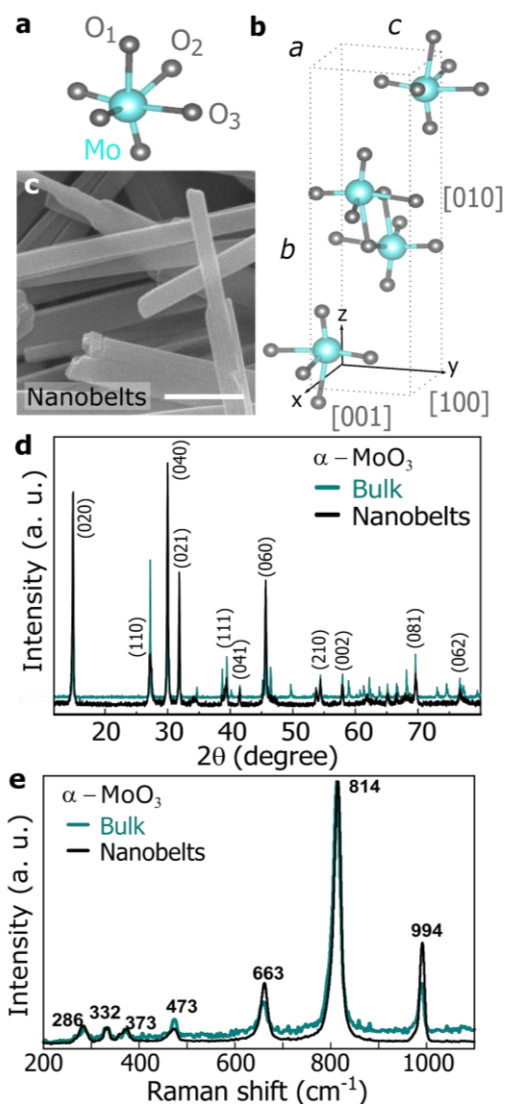 a
O₁
O₂
O₃
Mo
b
a
c
[010]
b
z
y
x
[001]
[100]
c
Nanobelts
d
Intensity (a. u.)
(020)
(110)
(040)
(021)
(111)
(041)
(060)
(210)
(002)
(081)
(062)
α – MoO₃
Bulk
Nanobelts
20
30
40
50
60
70
2θ (degree)
e
Intensity (a. u.)
α – MoO₃
Bulk
Nanobelts
286
332
373
473
663
814
994
200
400
600
800
1000
Raman shift (cm⁻¹)